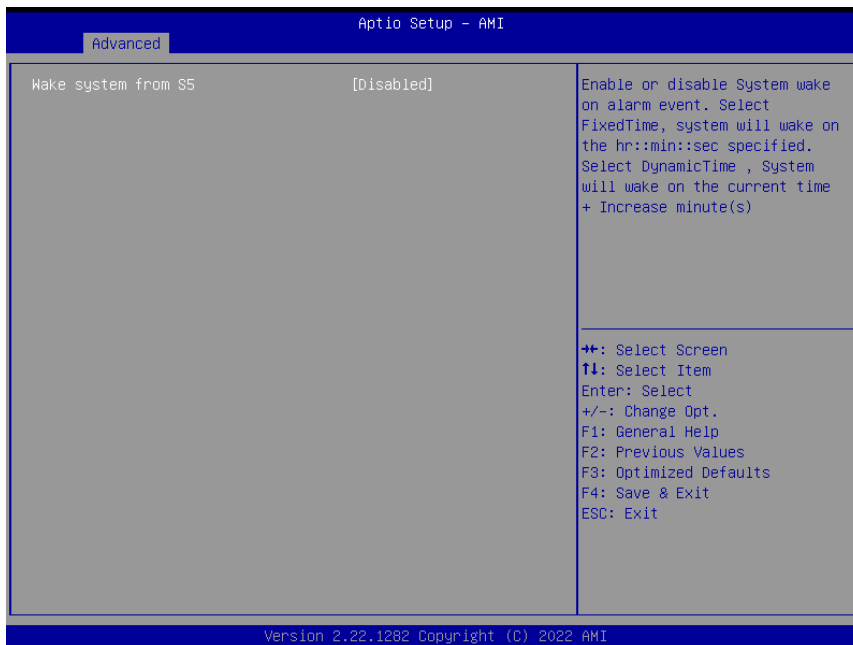 Aptio Setup – AMI
Advanced
Wake system from S5 [Disabled]
Enable or disable System wake
on alarm event. Select
FixedTime, system will wake on
the hr::min::sec specified.
Select DynamicTime , System
will wake on the current time
+ Increase minute(s)
→←: Select Screen
↑↓: Select Item
Enter: Select
+/-: Change Opt.
F1: General Help
F2: Previous Values
F3: Optimized Defaults
F4: Save & Exit
ESC: Exit
Version 2.22.1282 Copyright (C) 2022 AMI